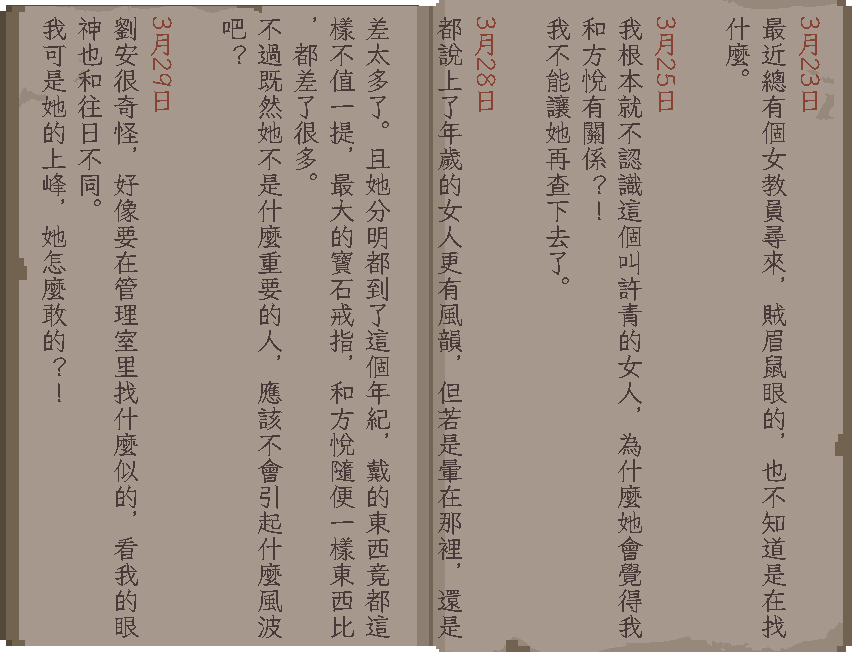 3月23日
最近總有個女教員尋來，賊眉鼠眼的，也不知道是在找
什麼。
3月25日
我根本就不認識這個叫許青的女人，為什麼她會覺得我
和方悅有關係？！
我不能讓她再查下去了。
3月28日
都說上了年歲的女人更有風韻，但若是暈在那裡，還是
差太多了。且她分明都到了這個年紀，戴的東西竟都這
樣不值一提，最大的寶石戒指，和方悅隨便一樣東西比
，都差了很多。
不過既然她不是什麼重要的人，應該不會引起什麼風波
吧？
3月29日
劉安很奇怪，好像要在管理室里找什麼似的，看我的眼
神也和往日不同。
我可是她的上峰，她怎麼敢的？！